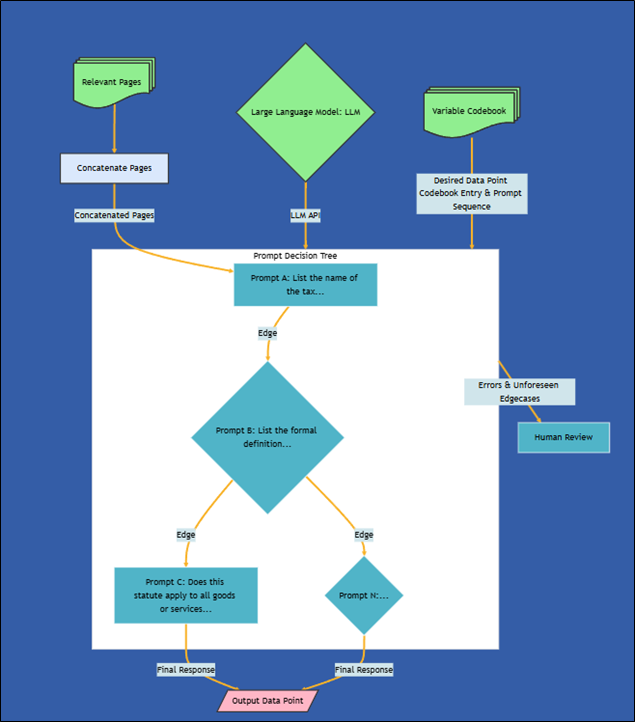 Relevant Pages
Large Language Model: LLM
Variable Codebook
Concatenate Pages
Desired Data Point
Codebook Entry & Prompt
Sequence
Concatenated Pages
LLM API
Prompt Decision Tree
Prompt A: List the name of
the tax...
Edge
Errors & Unforeseen
Edgecases
Prompt B: List the formal
definition...
Human Review
Edge
Edge
Prompt C: Does this
statute apply to all goods
or services...
Prompt N:...
Final Response
Final Response
Output Data Point